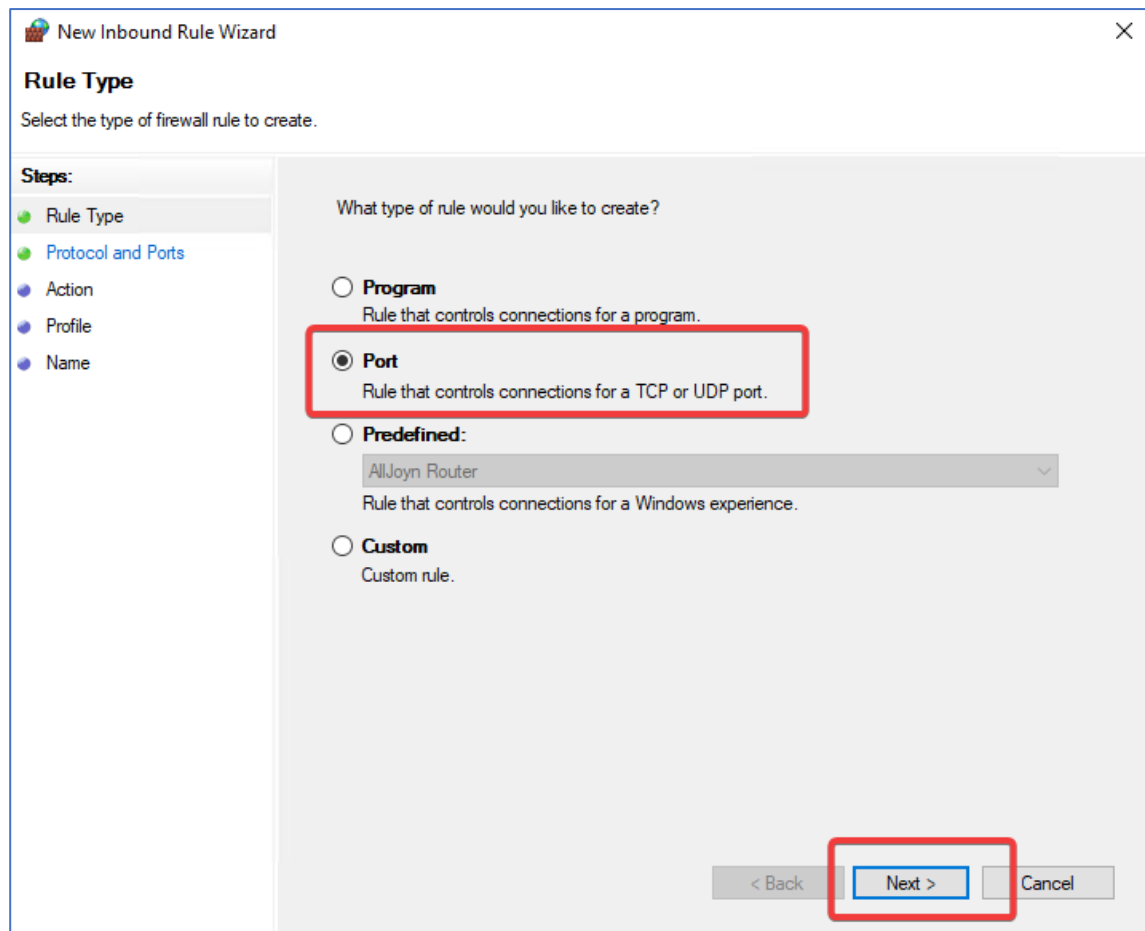 New Inbound Rule Wizard
Rule Type
Select the type of firewall rule to create.
Steps:
Rule Type
Protocol and Ports
Action
Profile
Name
What type of rule would you like to create?
Program
Rule that controls connections for a program.
Port
Rule that controls connections for a TCP or UDP port.
Predefined:
AllJoyn Router
Rule that controls connections for a Windows experience.
Custom
Custom rule.
< Back
Next >
Cancel